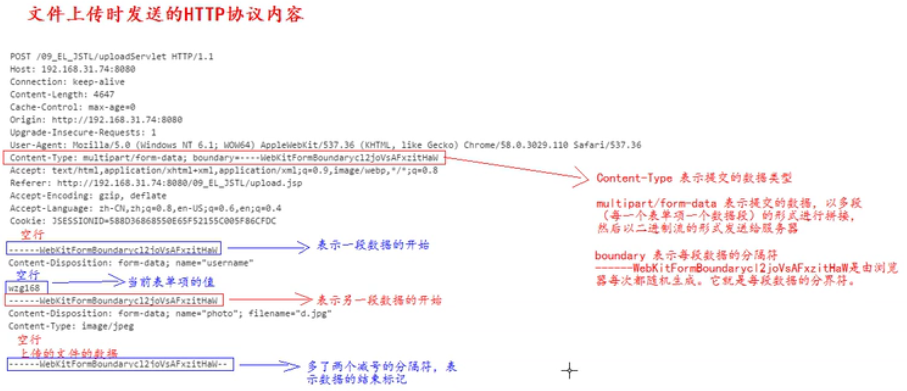 文件上传时发送的HTTP协议内容
POST /09_EL_JSTL/uploadServlet HTTP/1.1
Host: 192.168.31.74:8080
Connection: keep-alive
Content-Length: 4647
Cache-Control: max-age=0
Origin: http://192.168.31.74:8080
Upgrade-Insecure-Requests: 1
User-Agent: Mozilla/5.0 (Windows NT 6.1; WOW64) AppleWebKit/537.36 (KHTML, like Gecko) Chrome/58.0.3029.110 Safari/537.36
Content-Type: multipart/form-data; boundary=----WebKitFormBoundarycl2joVsAFxzitHaW
Accept: text/html,application/xhtml+xml,application/xml;q=0.9,image/webp,*/*;q=0.8
Referer: http://192.168.31.74:8080/09_EL_JSTL/upload.jsp
Accept-Encoding: gzip, deflate
Accept-Language: zh-CN,zh;q=0.8,en-US;q=0.6,en;q=0.4
Cookie: JSESSIONID=588D36868550E65F52155C005F86CFDC
空行
------WebKitFormBoundarycl2joVsAFxzitHaW
表示一段数据的开始
Content-Disposition: form-data; name="username"
空行
当前表单项的值
wzg168
------WebKitFormBoundarycl2joVsAFxzitHaW
表示另一段数据的开始
Content-Disposition: form-data; name="photo"; filename="d.jpg"
Content-Type: image/jpeg
空行
上传的文件的数据
------WebKitFormBoundarycl2joVsAFxzitHaW--
多了两个减号的分隔符，表
示数据的结束标记
Content-Type 表示提交的数据类型
multipart/form-data 表示提交的数据，以多段
（每一个表单项一个数据段）的形式进行拼接，
然后以二进制流的形式发送给服务器
boundary 表示每段数据的分隔符
------WebKitFormBoundarycl2joVsAFxzitHaW是由浏览
器每次都随机生成。它就是每段数据的分界符。